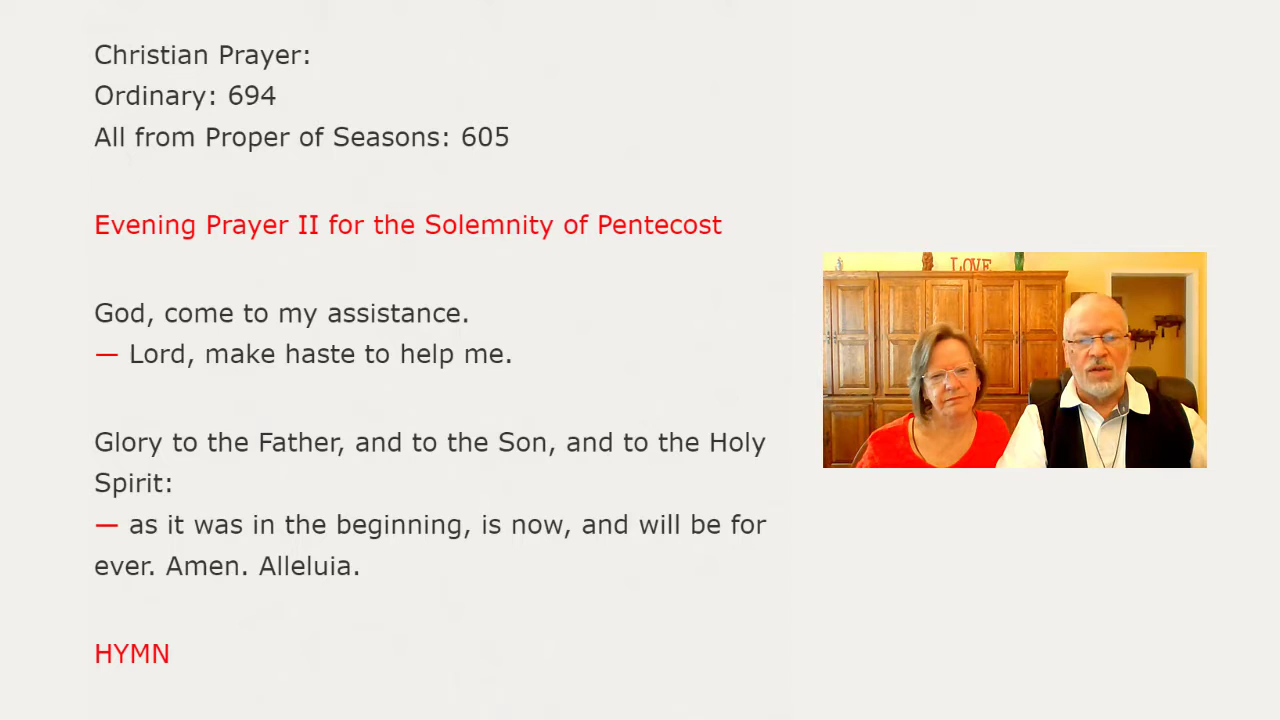 Christian Prayer:
Ordinary: 694
All from Proper of Seasons: 605
Evening Prayer II for the Solemnity of Pentecost
God, come to my assistance.
— Lord, make haste to help me.
Glory to the Father, and to the Son, and to the Holy
Spirit:
— as it was in the beginning, is now, and will be for
ever. Amen. Alleluia.
HYMN
LOVE